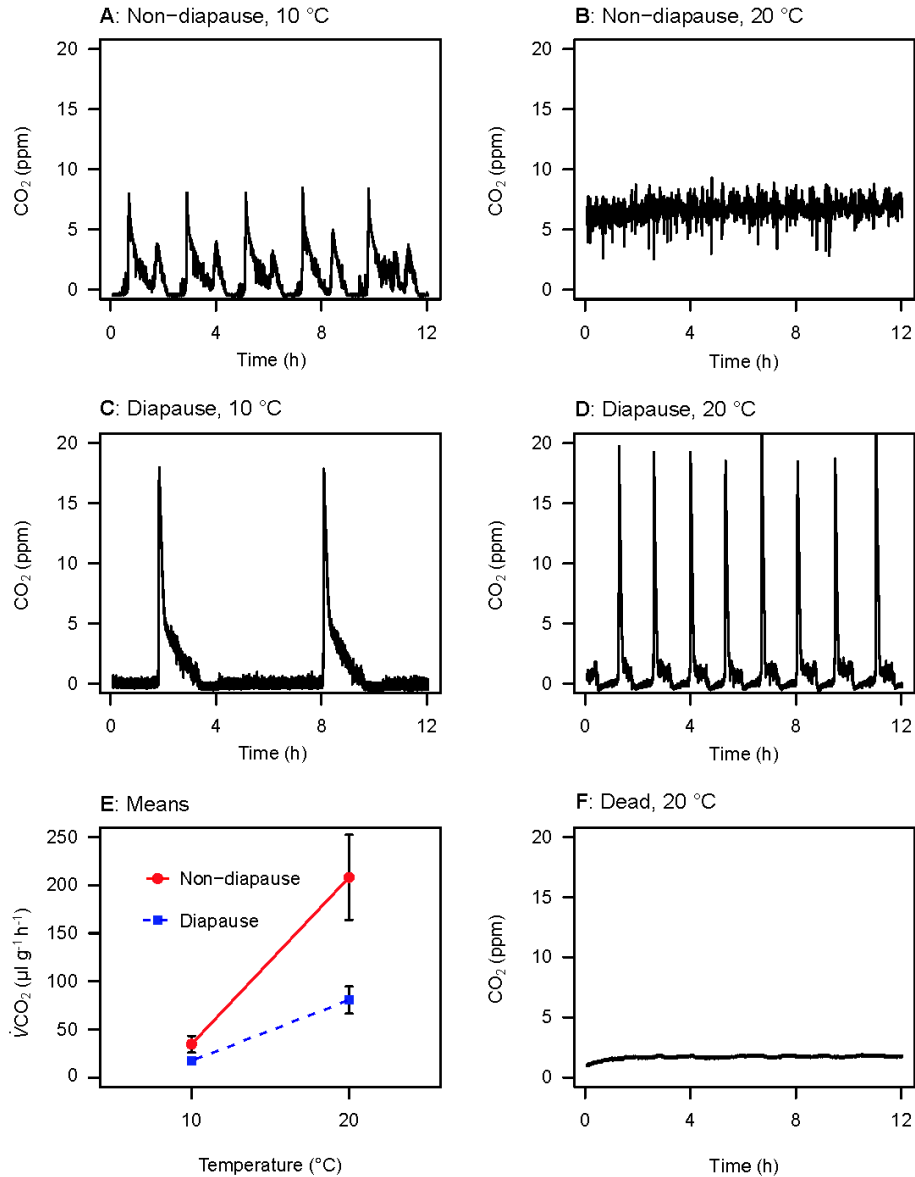 A: Non−diapause, 10 °C
20
15
10
5
0
CO2 (ppm)
0 4 8 12
Time (h)
B: Non−diapause, 20 °C
20
15
10
5
0
CO2 (ppm)
0 4 8 12
Time (h)
C: Diapause, 10 °C
20
15
10
5
0
CO2 (ppm)
0 4 8 12
Time (h)
D: Diapause, 20 °C
20
15
10
5
0
CO2 (ppm)
0 4 8 12
Time (h)
E: Means
250
200
150
100
50
0
V̇CO2 (µl g-1 h-1)
Non−diapause
Diapause
10 20
Temperature (°C)
F: Dead, 20 °C
20
15
10
5
0
CO2 (ppm)
0 4 8 12
Time (h)